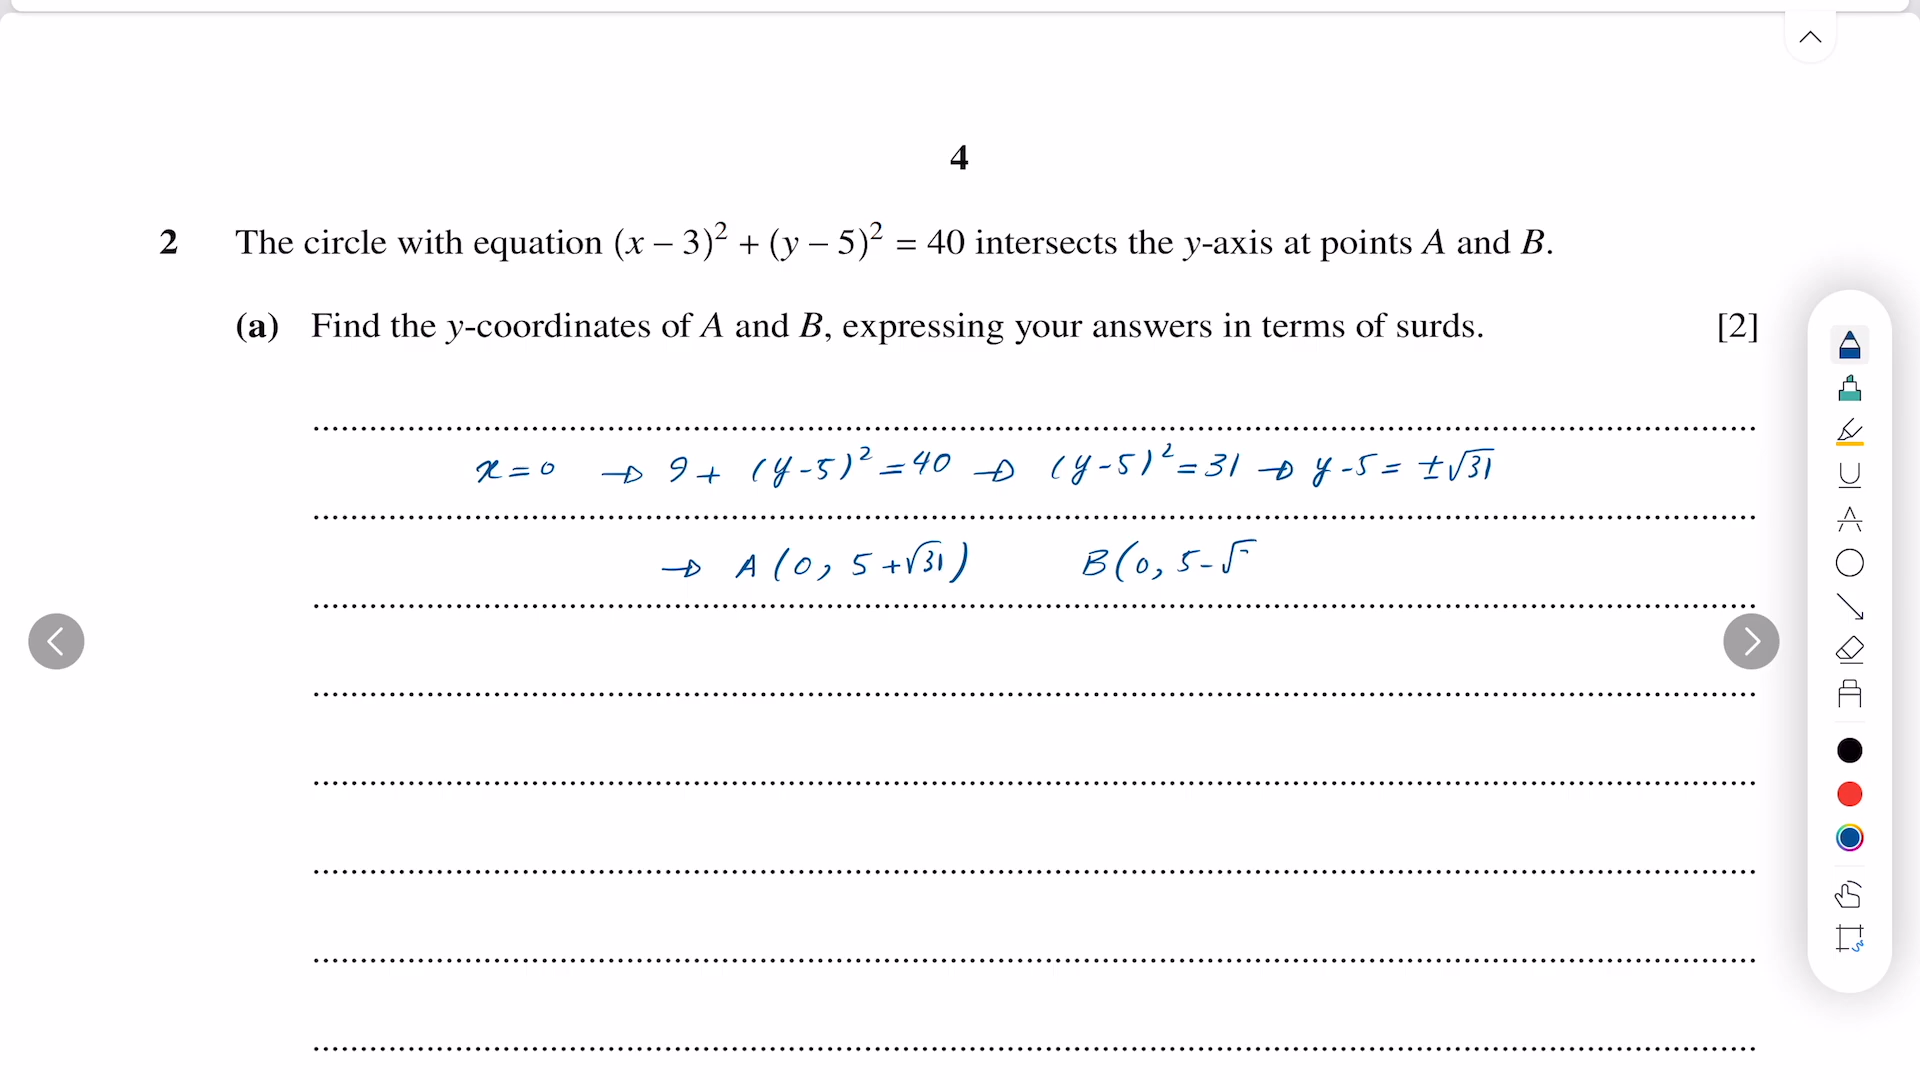 4
2 The circle with equation (x – 3)² + (y – 5)² = 40 intersects the y-axis at points A and B.
(a) Find the y-coordinates of A and B, expressing your answers in terms of surds. [2]
x = 0 → 9 + (y-5)² = 40 → (y-5)² = 31 → y-5 = ±√31
→ A(0, 5+√31) B(0, 5-√